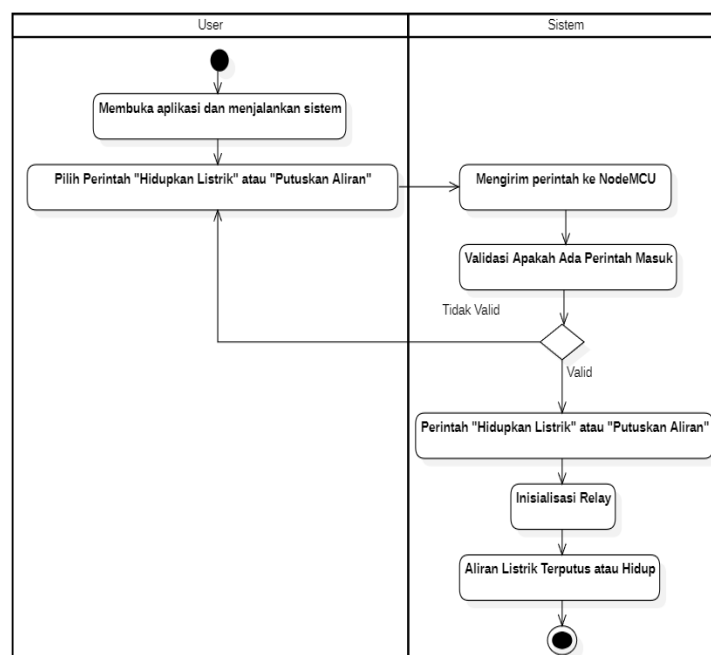 User
Sistem
Membuka aplikasi dan menjalankan sistem
Pilih Perintah "Hidupkan Listrik" atau "Putuskan Aliran"
Mengirim perintah ke NodeMCU
Validasi Apakah Ada Perintah Masuk
Tidak Valid
Valid
Perintah "Hidupkan Listrik" atau "Putuskan Aliran"
Inisialisasi Relay
Aliran Listrik Terputus atau Hidup